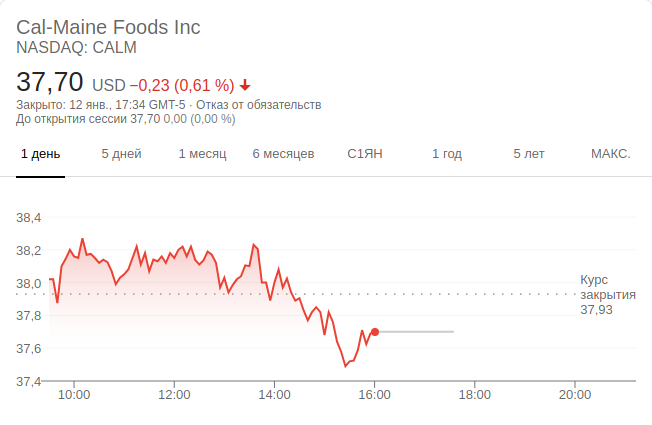 Cal-Maine Foods Inc
NASDAQ: CALM
37,70 USD −0,23 (0,61 %)
Закрыто: 12 янв., 17:34 GMT-5 · Отказ от обязательств
До открытия сессии 37,70 0,00 (0,00 %)
1 день 5 дней 1 месяц 6 месяцев С1ЯН 1 год 5 лет МАКС.
38,4
38,2
38,0
37,8
37,6
37,4
Курс
закрытия
37,93
10:00 12:00 14:00 16:00 18:00 20:00